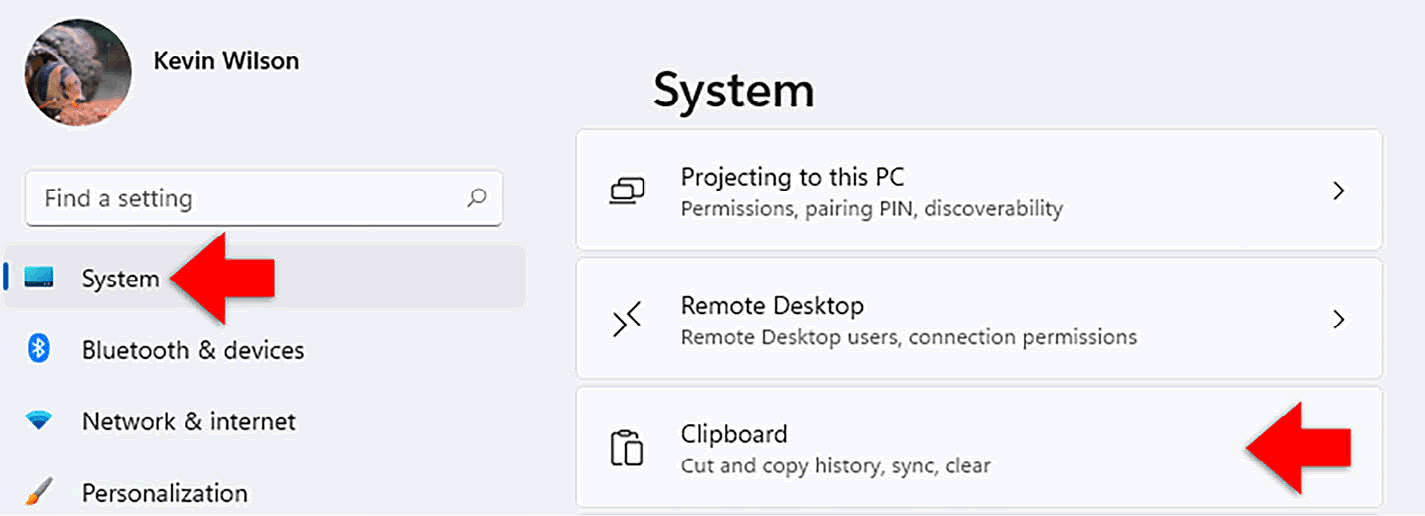 Kevin Wilson
Find a setting
System
Bluetooth & devices
Network & internet
Personalization
System
Projecting to this PC
Permissions, pairing PIN, discoverability
Remote Desktop
Remote Desktop users, connection permissions
Clipboard
Cut and copy history, sync, clear